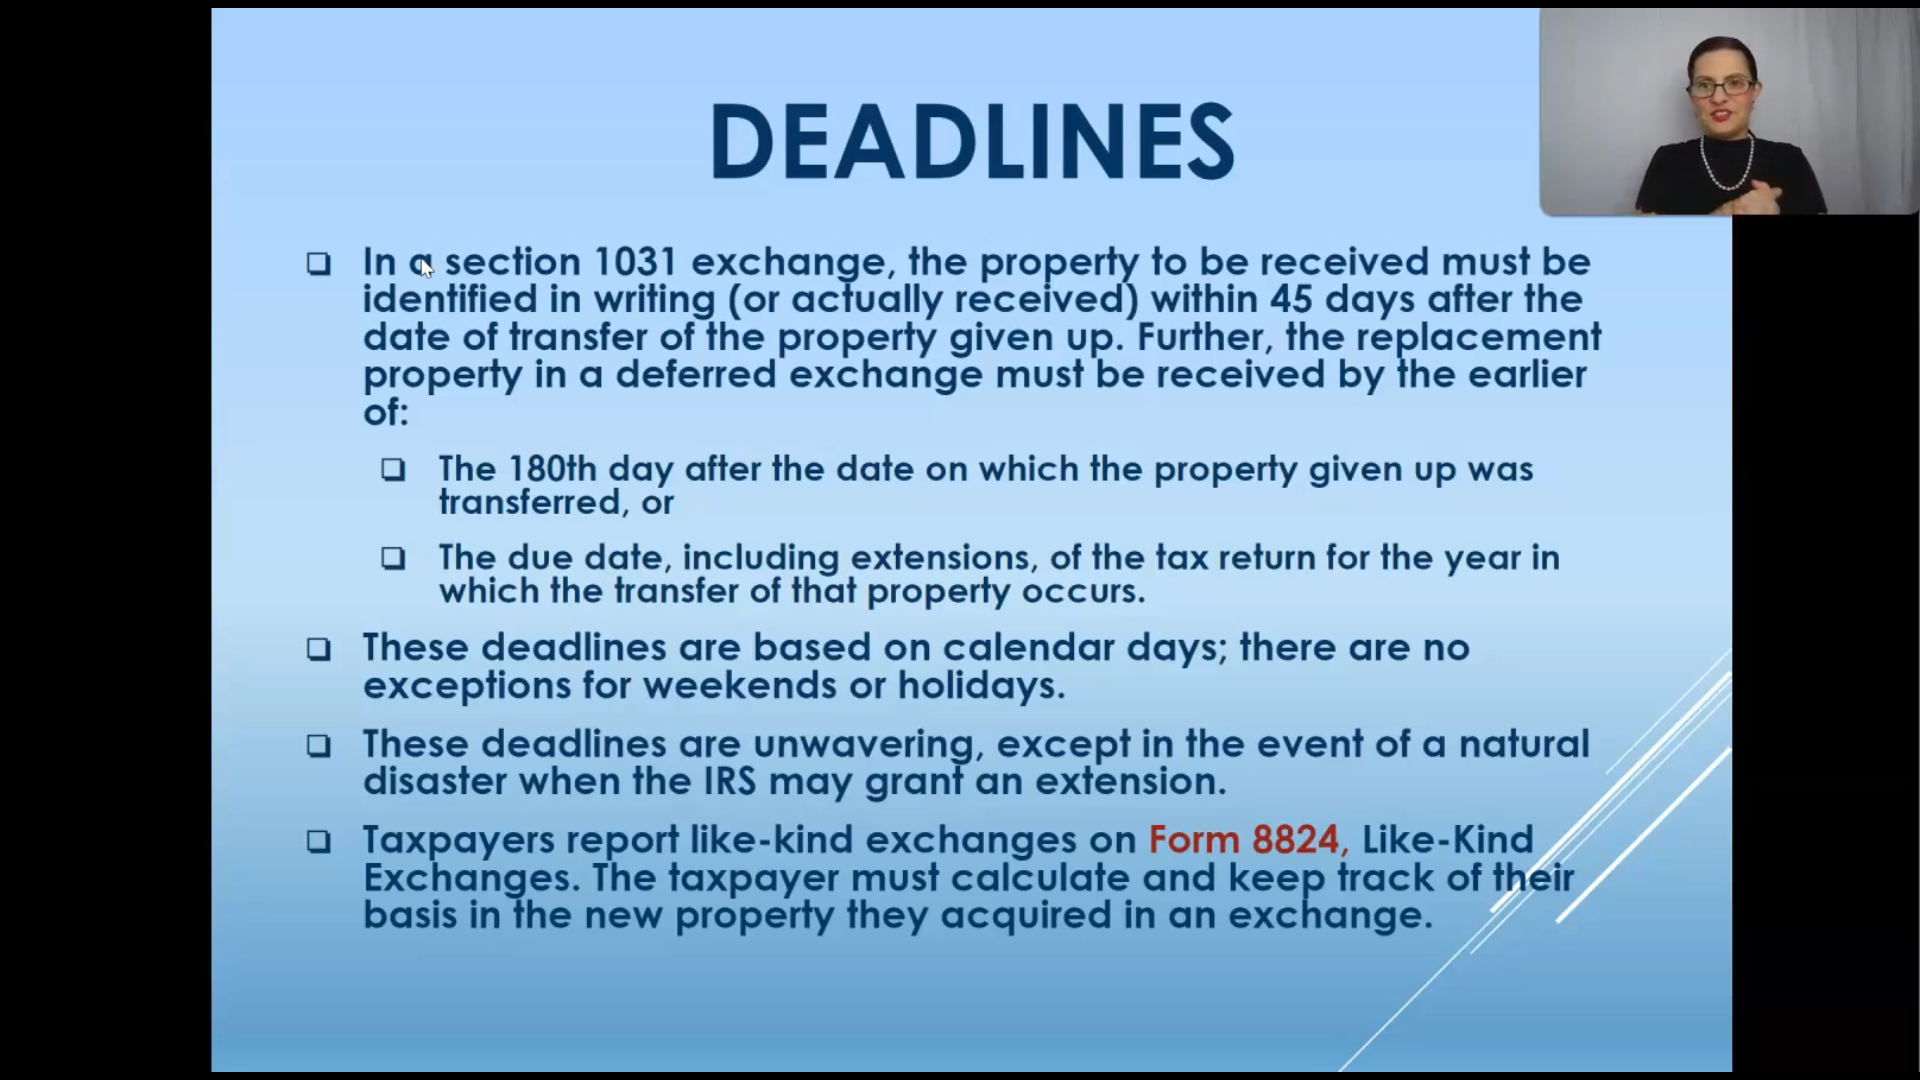 DEADLINES
In a section 1031 exchange, the property to be received must be
identified in writing (or actually received) within 45 days after the
date of transfer of the property given up. Further, the replacement
property in a deferred exchange must be received by the earlier
of:
The 180th day after the date on which the property given up was
transferred, or
The due date, including extensions, of the tax return for the year in
which the transfer of that property occurs.
These deadlines are based on calendar days; there are no
exceptions for weekends or holidays.
These deadlines are unwavering, except in the event of a natural
disaster when the IRS may grant an extension.
Taxpayers report like-kind exchanges on Form 8824, Like-Kind
Exchanges. The taxpayer must calculate and keep track of their
basis in the new property they acquired in an exchange.